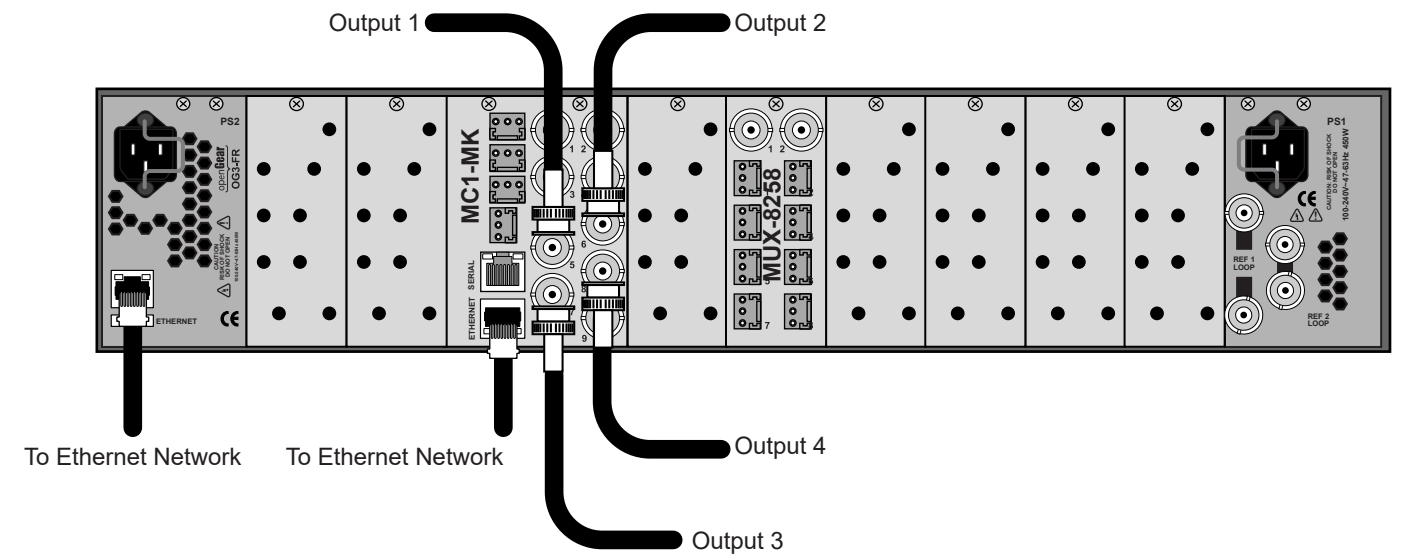 Output 1
Output 2
PS2
openGear
OG3-FR
CAUTION
RISK OF SHOCK
DO NOT OPEN
ETHERNET
MC1-MK
SERIAL
ETHERNET
1 2
3
6
5
8
7
9
1 2
MUX-8258
5
7
PS1
CAUTION: RISK OF SHOCK
DO NOT OPEN
100-240V~47-63Hz 450W
REF 1
LOOP
REF 2
LOOP
To Ethernet Network
To Ethernet Network
Output 4
Output 3